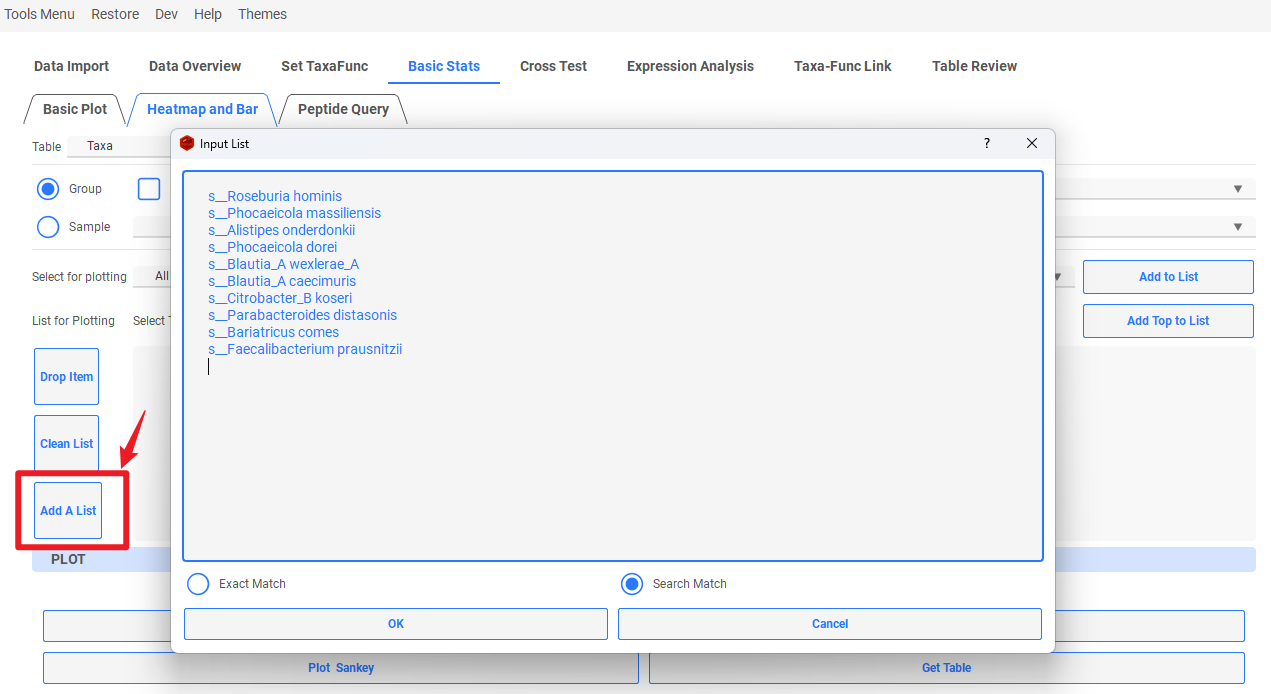 Tools Menu Restore Dev Help Themes
Data Import Data Overview Set TaxaFunc Basic Stats Cross Test Expression Analysis Taxa-Func Link Table Review
Basic Plot Heatmap and Bar Peptide Query
Table Taxa
Input List ?
Group
Sample
Select for plotting All
Add to List
List for Plotting Select
Add Top to List
Drop Item
Clean List
Add A List
s__Roseburia hominis
s__Phocaeicola massiliensis
s__Alistipes onderdonkii
s__Phocaeicola dorei
s__Blautia_A wexlerae_A
s__Blautia_A caecimuris
s__Citrobacter_B koseri
s__Parabacteroides distasonis
s__Bariatricus comes
s__Faecalibacterium prausnitzii
PLOT
Exact Match Search Match
OK Cancel
Plot Sankey Get Table